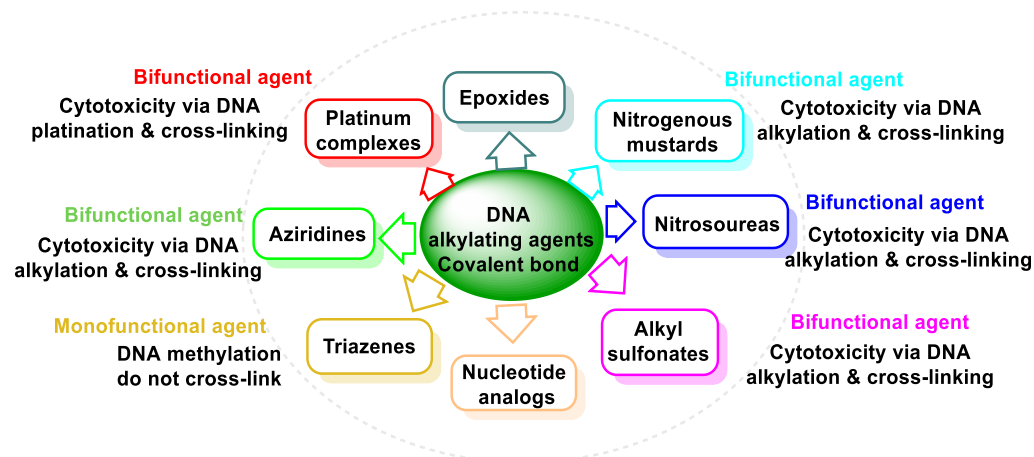 Bifunctional agent
Cytotoxicity via DNA
platination & cross-linking
Platinum
complexes
Epoxides
Nitrogenous
mustards
Bifunctional agent
Cytotoxicity via DNA
alkylation & cross-linking
Bifunctional agent
Cytotoxicity via DNA
alkylation & cross-linking
Aziridines
DNA
alkylating agents
Covalent bond
Nitrosoureas
Bifunctional agent
Cytotoxicity via DNA
alkylation & cross-linking
Monofunctional agent
DNA methylation
do not cross-link
Triazenes
Nucleotide
analogs
Alkyl
sulfonates
Bifunctional agent
Cytotoxicity via DNA
alkylation & cross-linking